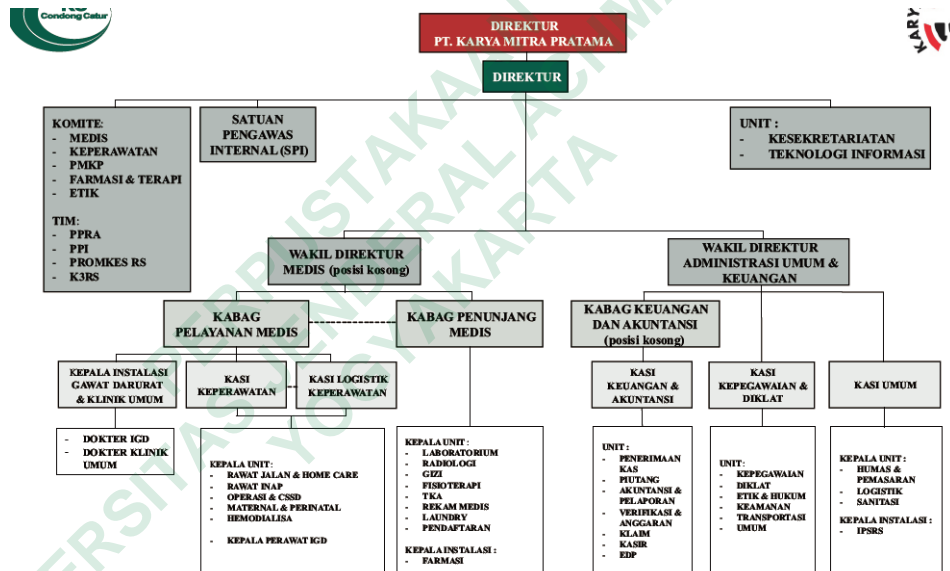 RS
Condong Catur
KARY
DIREKTUR
PT. KARYA MITRA PRATAMA
DIREKTUR
KOMITE:
- MEDIS
- KEPERAWATAN
- PMKP
- FARMASI & TERAPI
- ETIK
TIM:
- PPRA
- PPI
- PROMKES RS
- K3RS
SATUAN
PENGAWAS
INTERNAL (SPI)
UNIT :
- KESEKRETARIATAN
- TEKNOLOGI INFORMASI
WAKIL DIREKTUR
MEDIS (posisi kosong)
WAKIL DIREKTUR
ADMINISTRASI UMUM &
KEUANGAN
KABAG
PELAYANAN MEDIS
KABAG PENUNJANG
MEDIS
KABAG KEUANGAN
DAN AKUNTANSI
(posisi kosong)
KEPALA INSTALASI
GAWAT DARURAT
& KLINIK UMUM
KASI
KEPERAWATAN
KASI LOGISTIK
KEPERAWATAN
KASI
KEUANGAN &
AKUNTANSI
KASI
KEPEGAWAIAN &
DIKLAT
KASI UMUM
- DOKTER IGD
- DOKTER KLINIK
UMUM
KEPALA UNIT:
- RAWAT JALAN & HOME CARE
- RAWAT INAP
- OPERASI & CSSD
- MATERNAL & PERINATAL
- HEMODIALISA
- KEPALA PERAWAT IGD
KEPALA UNIT:
- LABORATORIUM
- RADIOLOGI
- GIZI
- FISIOTERAPI
- TKA
- REKAM MEDIS
- LAUNDRY
- PENDAFTARAN
KEPALA INSTALASI :
- FARMASI
UNIT :
- PENERIMAAN
KAS
- PIUTANG
- AKUNTANSI &
PELAPORAN
- VERIFIKASI &
ANGGARAN
- KLAIM
- KASIR
- EDP
UNIT:
- KEPEGAWAIAN
- DIKLAT
- ETIK & HUKUM
- KEAMANAN
- TRANSPORTASI
- UMUM
KEPALA UNIT :
- HUMAS &
PEMASARAN
- LOGISTIK
- SANITASI
KEPALA INSTALASI :
- IPSRS
PERPUSTAKAAN
ERSITAS JENDERAL ACHMA
YOGYAKARTA